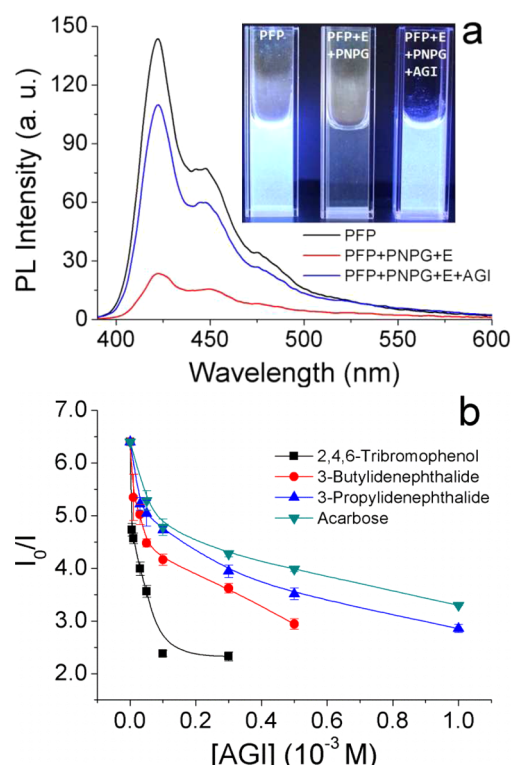 a
PFP
PFP+E
+PNPG
PFP+E
+PNPG
+AGI
150
120
90
60
30
0
PL Intensity (a. u.)
PFP
PFP+PNPG+E
PFP+PNPG+E+AGI
400 450 500 550 600
Wavelength (nm)
b
7.0
6.0
5.0
4.0
3.0
2.0
I₀/I
2,4,6-Tribromophenol
3-Butylidenephthalide
3-Propylidenephthalide
Acarbose
0.0 0.2 0.4 0.6 0.8 1.0
[AGI] (10⁻³ M)